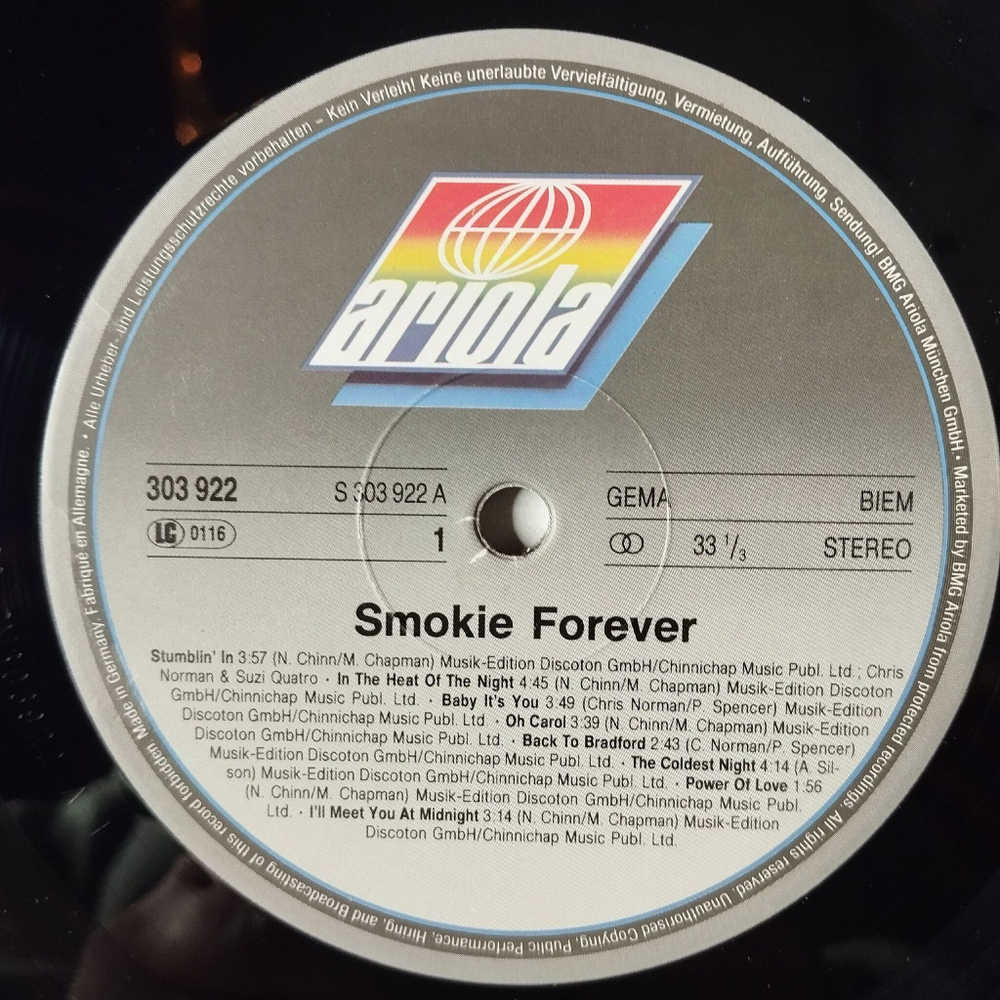 Alle Urheber- und Leistungsschutzrechte vorbehalten – Kein Verleih! Keine unerlaubte Vervielfältigung, Vermietung, Aufführung, Sendung! BMG Ariola München GmbH. • Marketed by BMG Ariola from protected recordings. All rights reserved. Unauthorised Copying, Public Performance, Hiring, and Broadcasting of this record forbidden. Made in Germany. Fabriqué en Allemagne. •
ariola
303 922 S 303 922 A
LC 0116 1
GEMA BIEM
33 1/3 STEREO
Smokie Forever
Stumblin' In 3:57 (N. Chinn/M. Chapman) Musik-Edition Discoton GmbH/Chinnichap Music Publ. Ltd.; Chris
Norman & Suzi Quatro · In The Heat Of The Night 4:45 (N. Chinn/M. Chapman) Musik-Edition Discoton
GmbH/Chinnichap Music Publ. Ltd. · Baby It's You 3:49 (Chris Norman/P. Spencer) Musik-Edition
Discoton GmbH/Chinnichap Music Publ. Ltd. · Oh Carol 3:39 (N. Chinn/M. Chapman) Musik-Edition
Discoton GmbH/Chinnichap Music Publ. Ltd. · Back To Bradford 2:43 (C. Norman/P. Spencer)
Musik-Edition Discoton GmbH/Chinnichap Music Publ. Ltd. · The Coldest Night 4:14 (A. Sil-
son) Musik-Edition Discoton GmbH/Chinnichap Music Publ. Ltd. · Power Of Love 1:56
(N. Chinn/M. Chapman) Musik-Edition Discoton GmbH/Chinnichap Music Publ.
Ltd. · I'll Meet You At Midnight 3:14 (N. Chinn/M. Chapman) Musik-Edition
Discoton GmbH/Chinnichap Music Publ. Ltd.